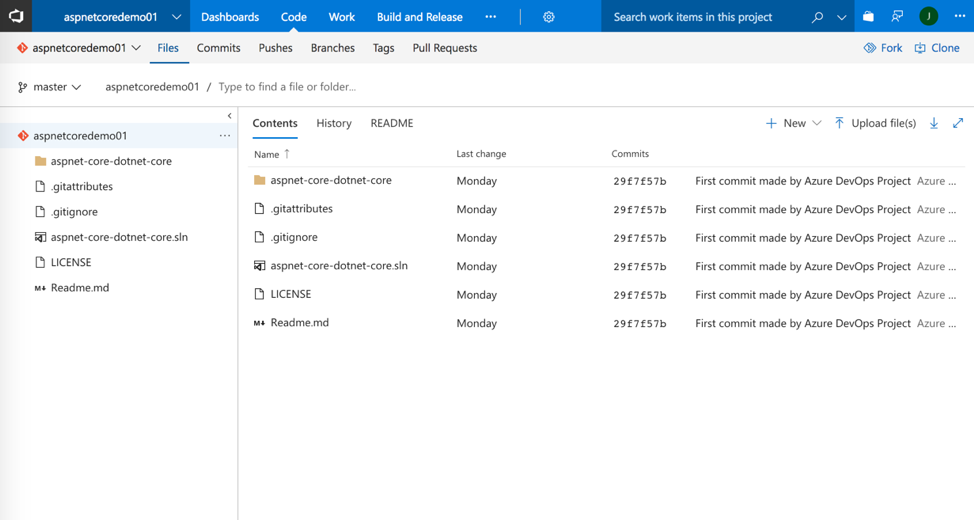 aspnetcoredemo01 Dashboards Code Work Build and Release ··· Search work items in this project J ···
aspnetcoredemo01 Files Commits Pushes Branches Tags Pull Requests Fork Clone
master aspnetcoredemo01 / Type to find a file or folder...
aspnetcoredemo01 ···
aspnet-core-dotnet-core
.gitattributes
.gitignore
aspnet-core-dotnet-core.sln
LICENSE
M↓ Readme.md
Contents History README + New Upload file(s)
Name ↑ Last change Commits
aspnet-core-dotnet-core Monday 29f7f57b First commit made by Azure DevOps Project Azure ...
.gitattributes Monday 29f7f57b First commit made by Azure DevOps Project Azure ...
.gitignore Monday 29f7f57b First commit made by Azure DevOps Project Azure ...
aspnet-core-dotnet-core.sln Monday 29f7f57b First commit made by Azure DevOps Project Azure ...
LICENSE Monday 29f7f57b First commit made by Azure DevOps Project Azure ...
M↓ Readme.md Monday 29f7f57b First commit made by Azure DevOps Project Azure ...